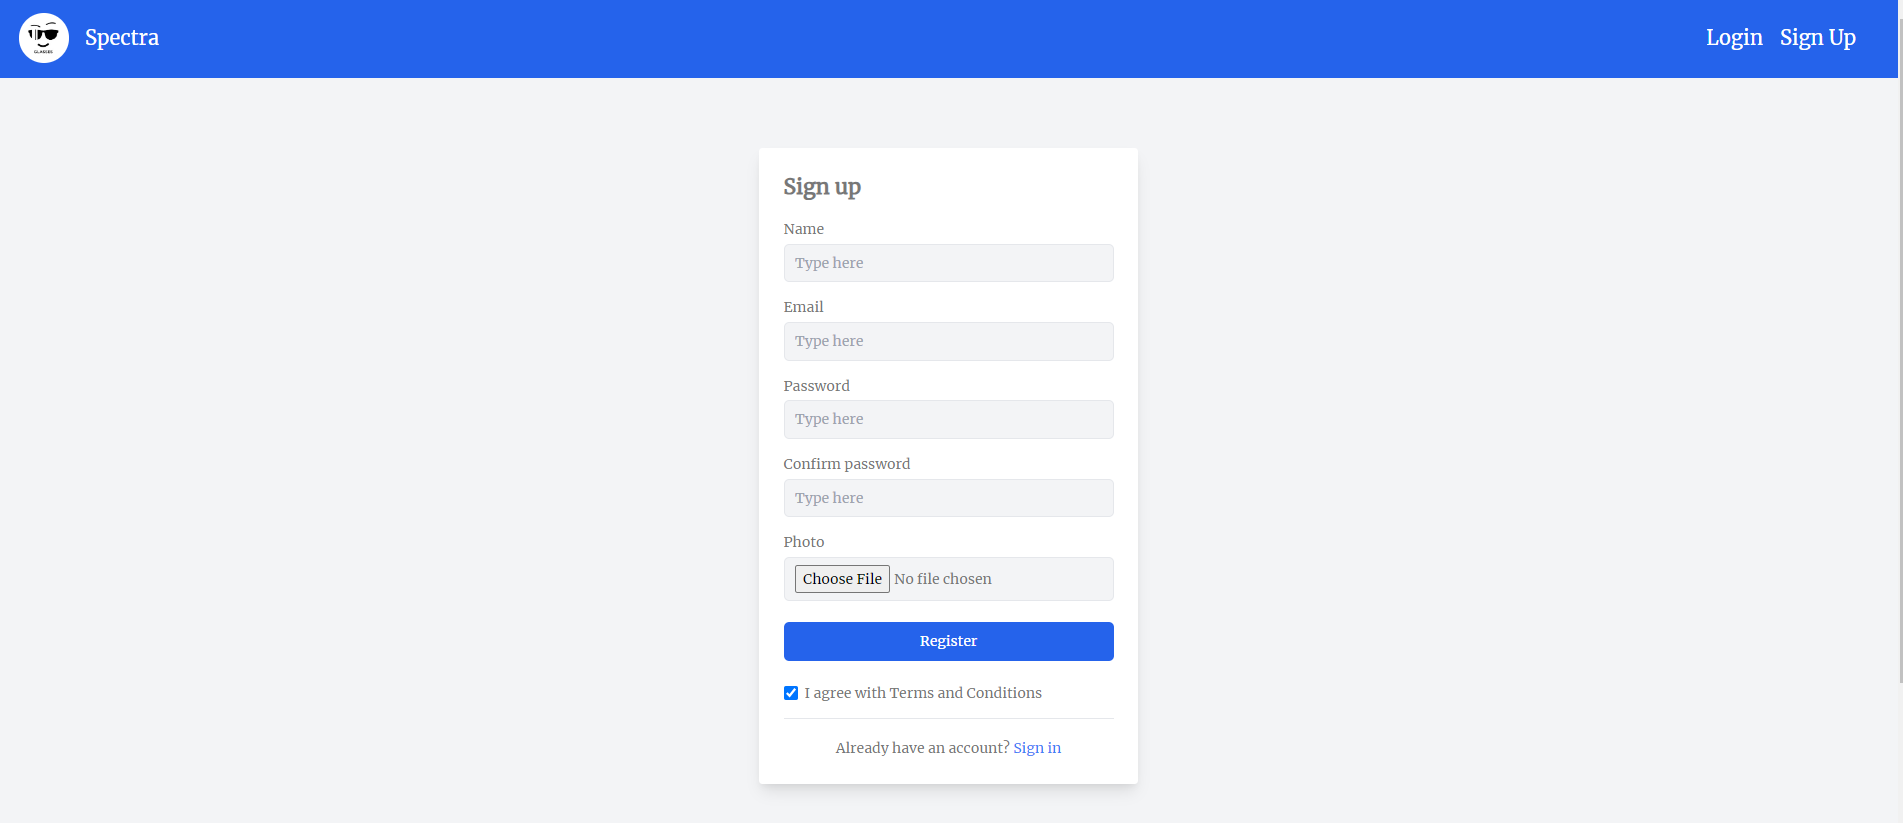 GLASSES
Spectra
Login Sign Up
Sign up
Name
Type here
Email
Type here
Password
Type here
Confirm password
Type here
Photo
Choose File No file chosen
Register
I agree with Terms and Conditions
Already have an account? Sign in